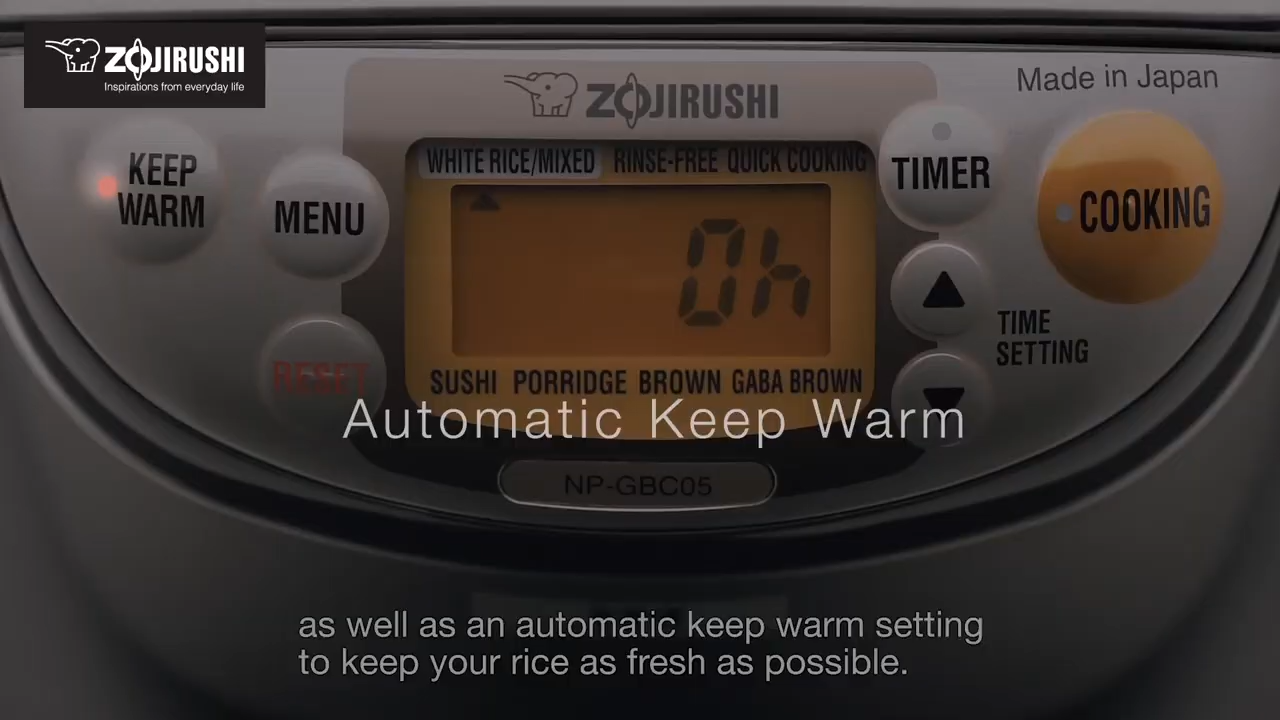 ZOJIRUSHI
Inspirations from everyday life
ZOJIRUSHI
Made in Japan
KEEP
WARM
MENU
RESET
WHITE RICE/MIXED RINSE-FREE QUICK COOKING
0h
SUSHI PORRIDGE BROWN GABA BROWN
TIMER
COOKING
TIME
SETTING
Automatic Keep Warm
NP-GBC05
as well as an automatic keep warm setting
to keep your rice as fresh as possible.